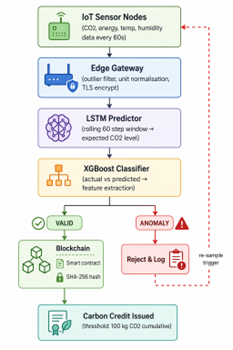 IoT Sensor Nodes
(CO2, energy, temp, humidity
data every 60s)
Edge Gateway
(outlier filter, unit normalisation,
TLS encrypt)
LSTM Predictor
(rolling 60 step window →
expected CO2 level)
XGBoost Classifier
(actual vs predicted →
feature extraction)
VALID
ANOMALY
Blockchain
Smart contract
SHA-256 hash
Reject & Log
re-sample
trigger
Carbon Credit Issued
(threshold: 100 kg CO2 cumulative)